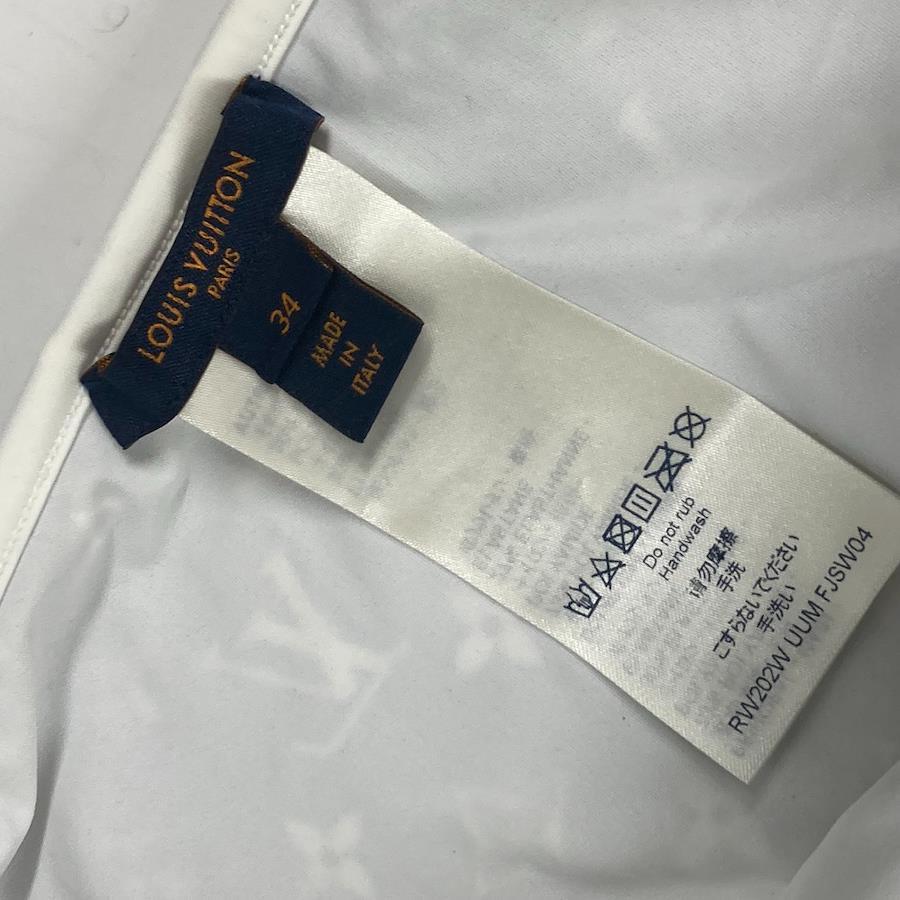 LOUIS VUITTON
PARIS
34
MADE
IN
ITALY
Do not rub
Handwash
请勿摩擦
手洗
こすらないでください
手洗い
RW202W UUM FJSW04